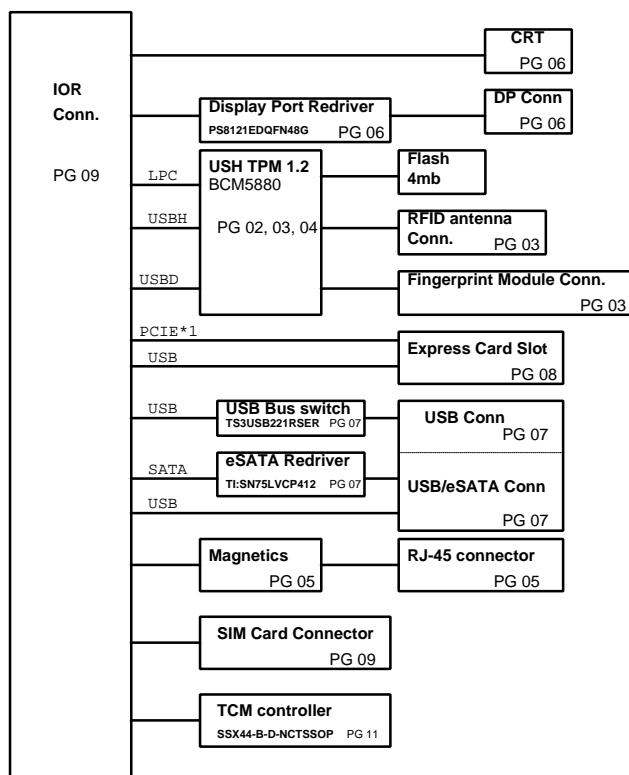 CRT
PG 06
IOR
Conn.
PG 09
Display Port Redriver
PS8121EDQFN48G PG 06
DP Conn
PG 06
LPC
USBH
USBD
USH TPM 1.2
BCM5880
PG 02, 03, 04
Flash
4mb
RFID antenna
Conn. PG 03
Fingerprint Module Conn.
PG 03
PCIE*1
USB
Express Card Slot
PG 08
USB
USB Bus switch
TS3USB221RSER PG 07
USB Conn
PG 07
SATA
eSATA Redriver
TI:SN75LVCP412 PG 07
USB
USB/eSATA Conn
PG 07
Magnetics
PG 05
RJ-45 connector
PG 05
SIM Card Connector
PG 09
TCM controller
SSX44-B-D-NCTSSOP PG 11